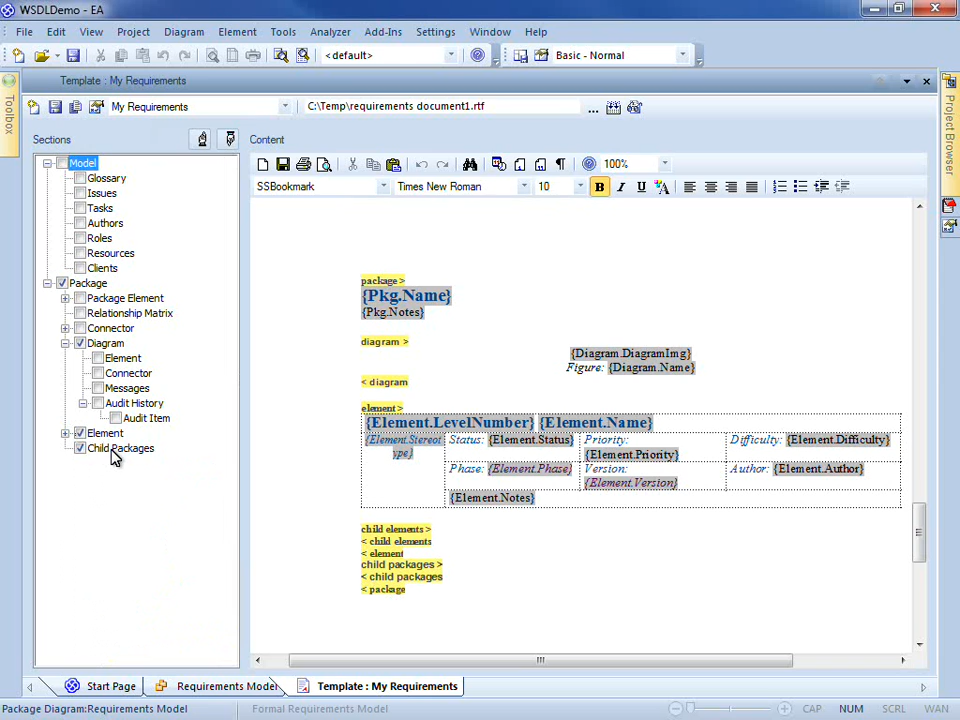 WSDLDemo - EA
File Edit View Project Diagram Element Tools Analyzer Add-Ins Settings Window Help
<default> Basic - Normal
Template : My Requirements
Toolbox
Project Browser
My Requirements C:\Temp\requirements document1.rtf ...
Sections
Content
Model
Glossary
Issues
Tasks
Authors
Roles
Resources
Clients
Package
Package Element
Relationship Matrix
Connector
Diagram
Element
Connector
Messages
Audit History
Audit Item
Element
Child Packages
100%
SSBookmark Times New Roman 10 B I U A
package >
{Pkg.Name}
{Pkg.Notes}
diagram >
{Diagram.DiagramImg}
Figure: {Diagram.Name}
< diagram
element >
{Element.LevelNumber} {Element.Name}
{Element.Stereot
ype}
Status: {Element.Status}
Priority:
{Element.Priority}
Difficulty: {Element.Difficulty}
Phase: {Element.Phase}
Version:
{Element.Version}
Author: {Element.Author}
{Element.Notes}
child elements >
< child elements
< element
child packages >
< child packages
< package
Start Page Requirements Model Template : My Requirements
Package Diagram:Requirements Model Formal Requirements Model CAP NUM SCRL WAN